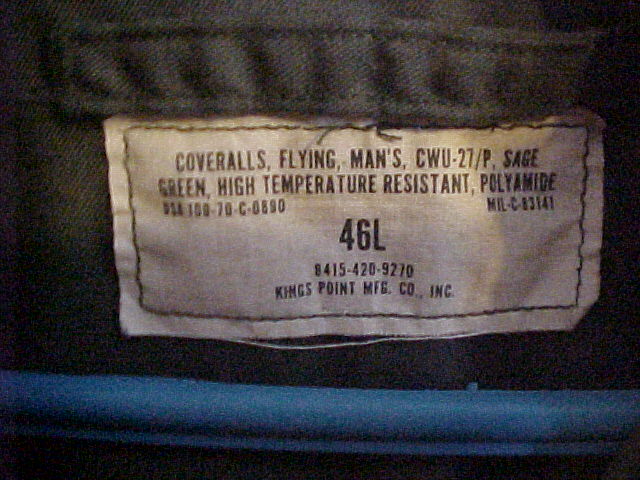 COVERALLS, FLYING, MAN'S, CWU-27/P, SAGE
GREEN, HIGH TEMPERATURE RESISTANT, POLYAMIDE
DSA 100-70-C-0890 MIL-C-83141
46L
8415-420-9270
KINGS POINT MFG. CO., INC.